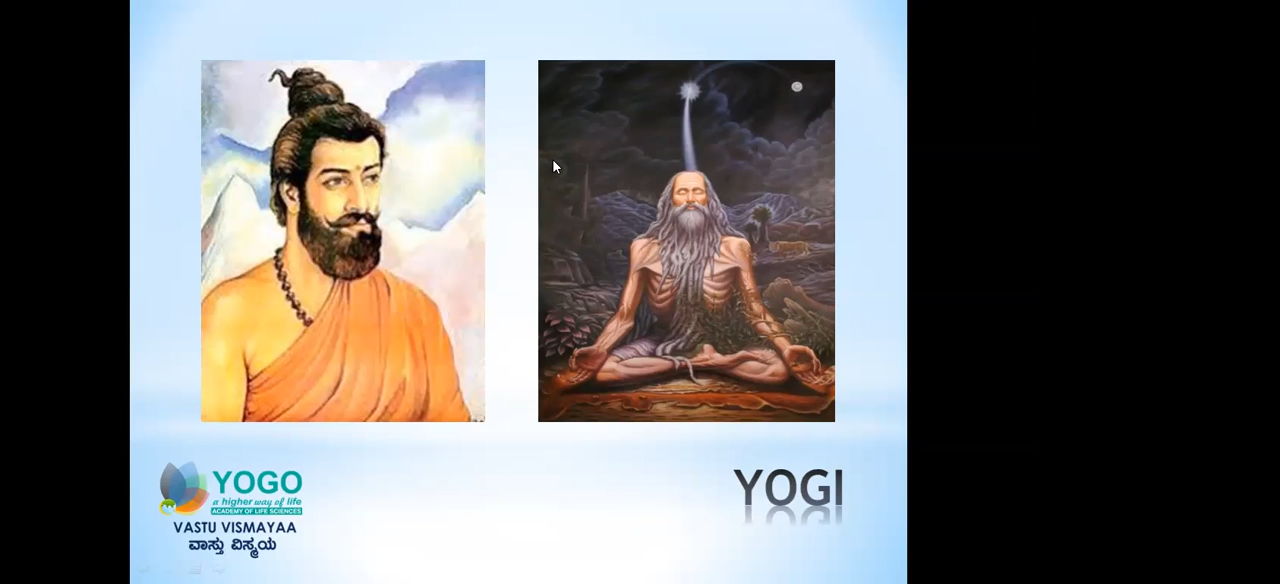 YOGO
a higher way of life
ACADEMY OF LIFE SCIENCES
VASTU VISMAYAA
ವಾಸ್ತು ವಿಸ್ಮಯ
YOGI